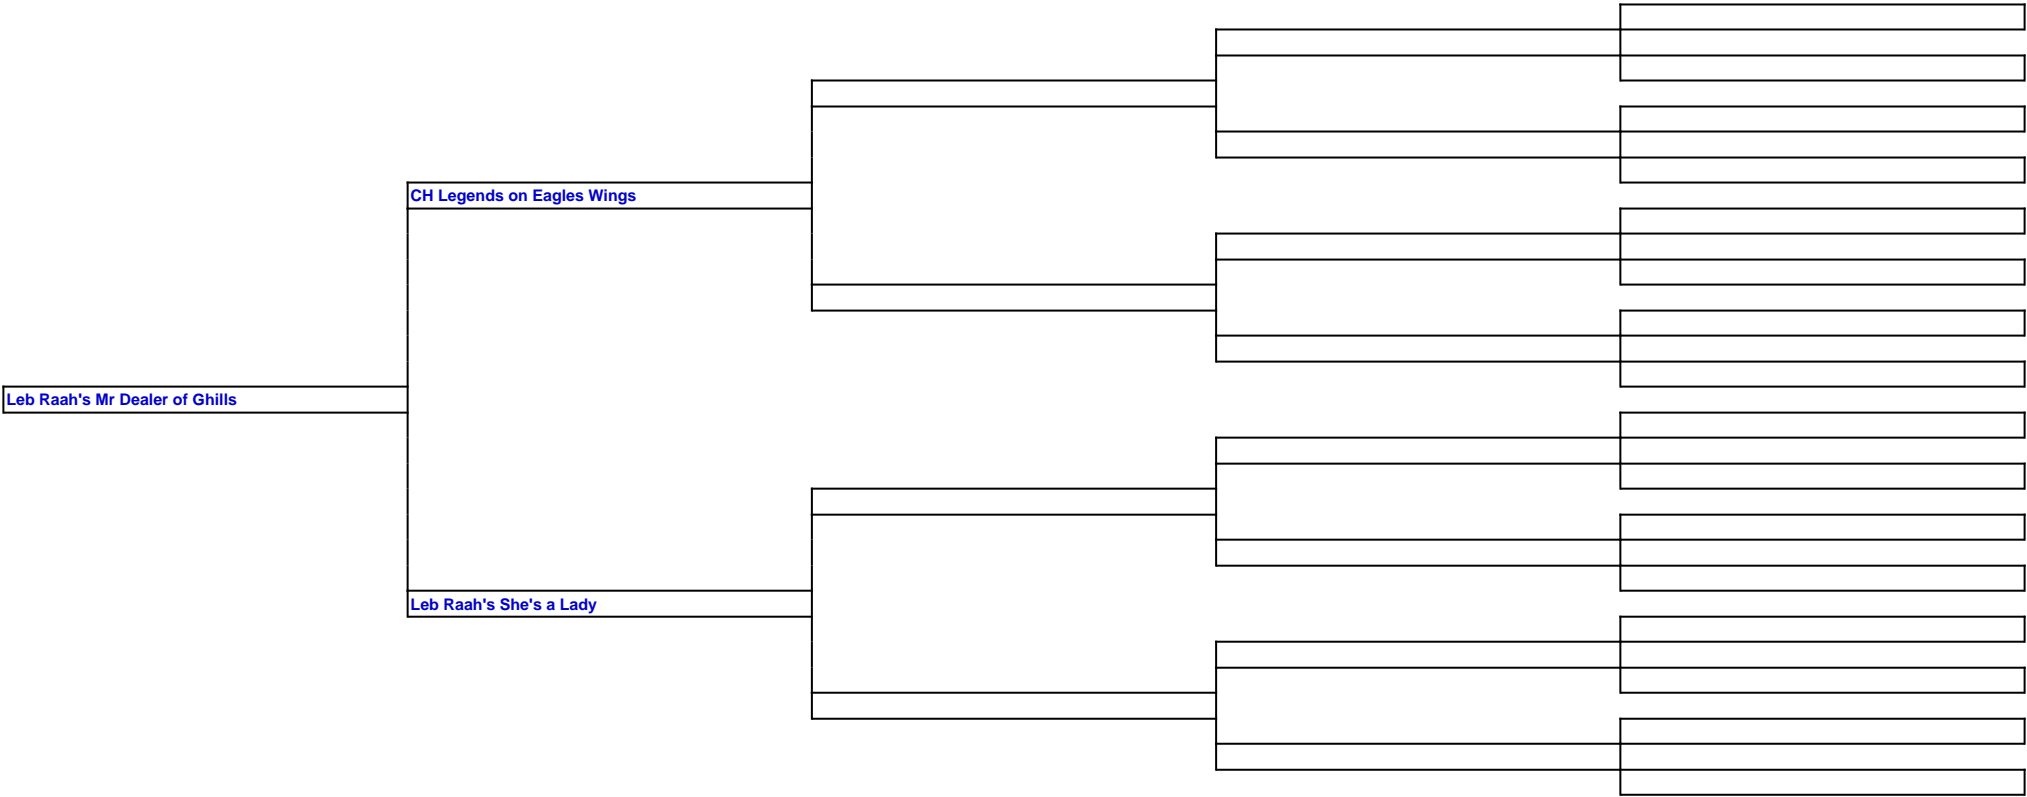 CH Legends on Eagles Wings
Leb Raah's Mr Dealer of Ghills
Leb Raah's She's a Lady